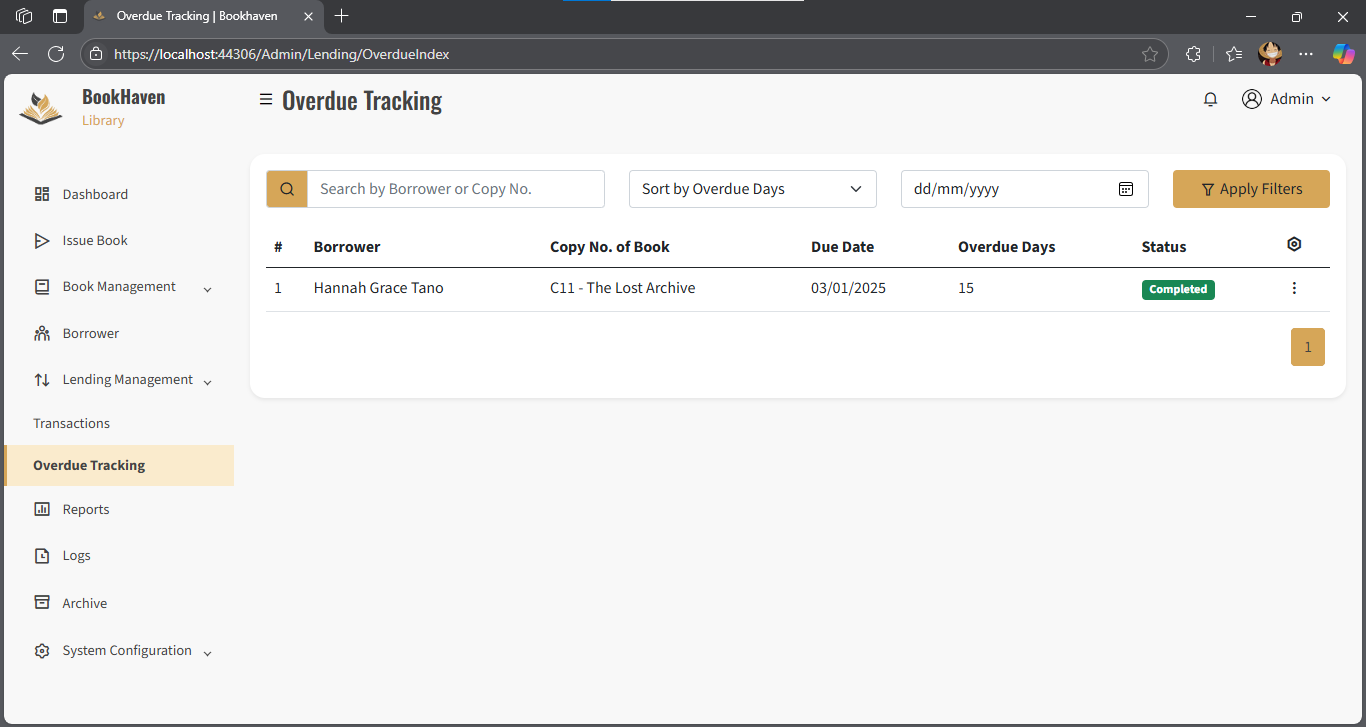 Overdue Tracking | Bookhaven
https://localhost:44306/Admin/Lending/OverdueIndex
BookHaven
Library
Overdue Tracking
Admin
Dashboard
Issue Book
Book Management
Borrower
Lending Management
Transactions
Overdue Tracking
Reports
Logs
Archive
System Configuration
Search by Borrower or Copy No.
Sort by Overdue Days
dd/mm/yyyy
Apply Filters
# Borrower Copy No. of Book Due Date Overdue Days Status
1 Hannah Grace Tano C11 - The Lost Archive 03/01/2025 15 Completed
1